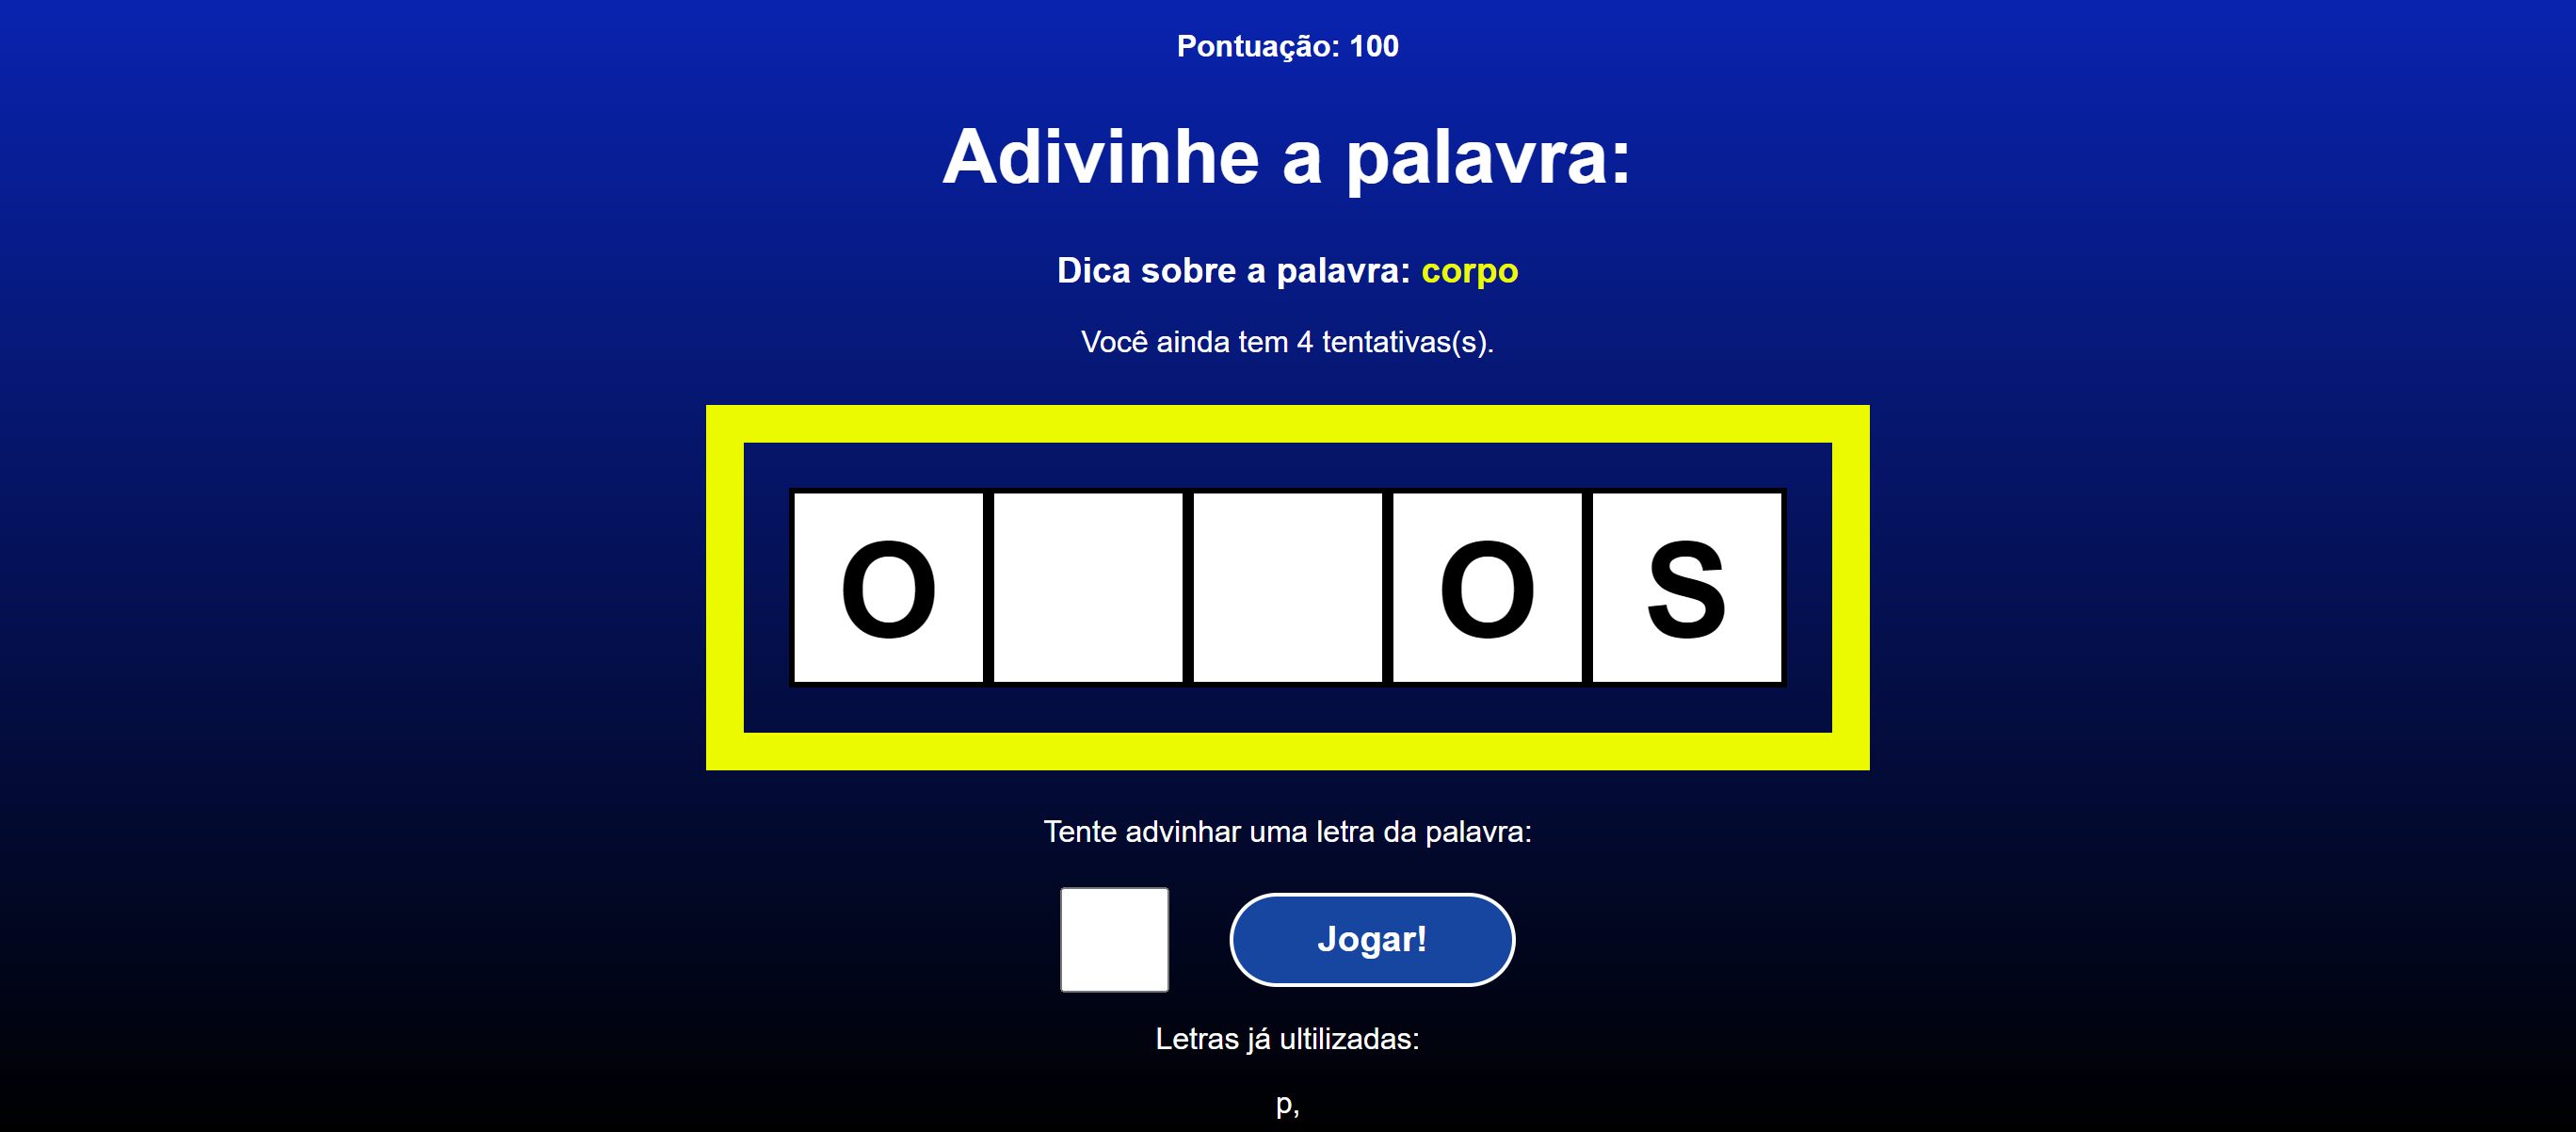 Pontuação: 100
Adivinhe a palavra:
Dica sobre a palavra: corpo
Você ainda tem 4 tentativas(s).
O O S
Tente advinhar uma letra da palavra:
Jogar!
Letras já ultilizadas:
p,